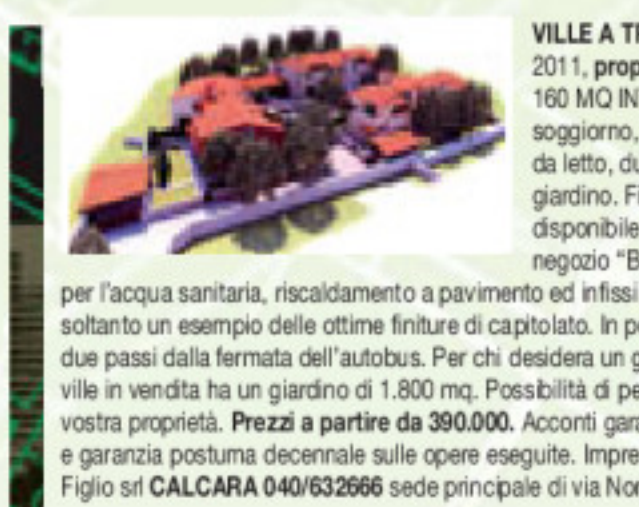 VILLE A
2011, prop
160 MQ IN
soggiorno,
da letto, du
giardino. Fi
disponibile
negozio "B
per l'acqua sanitaria, riscaldamento a pavimento ed infissi
soltanto un esempio delle ottime finiture di capitolato. In p
due passi dalla fermata dell'autobus. Per chi desidera un g
ville in vendita ha un giardino di 1.800 mq. Possibilità di pe
vostra proprietà. Prezzi a partire da 390.000. Acconti gara
e garanzia postuma decennale sulle opere eseguite. Impre
Figlio srl CALCARA 040/632666 sede principale di via Nor